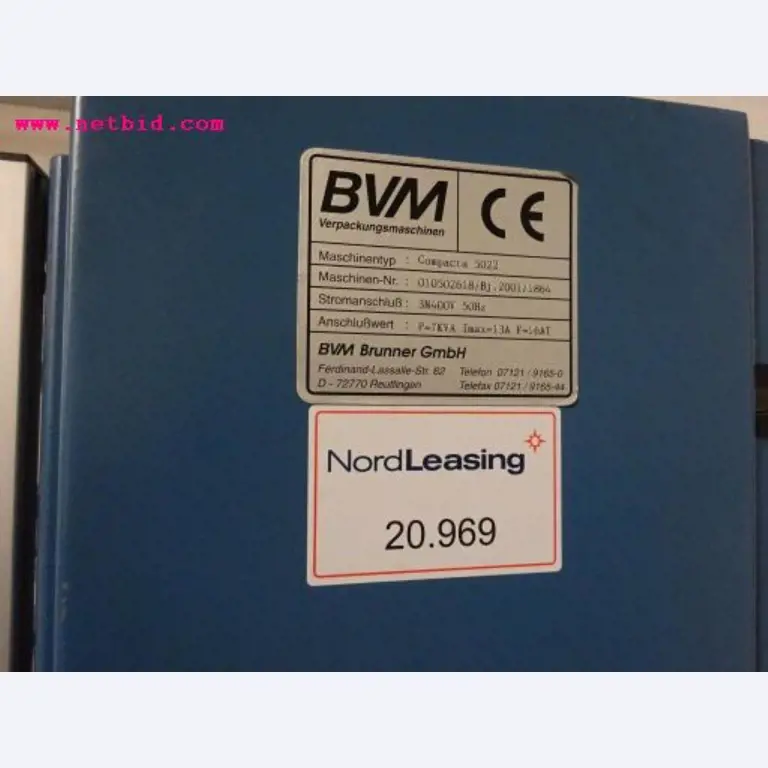 www.netbid.com
BVM
Verpackungsmaschinen
CE
Maschinentyp : Compacta 5022
Maschinen-Nr. : 010502618/Bj.2001/1864
Stromanschluß : 3N400V 50Hz
Anschlußwert : P=7KVA Imax=13A F=16AT
BVM Brunner GmbH
Ferdinand-Lassalle-Str. 62 Telefon 07121 / 9165-0
D - 72770 Reutlingen Telefax 07121 / 9165-44
NordLeasing
20.969